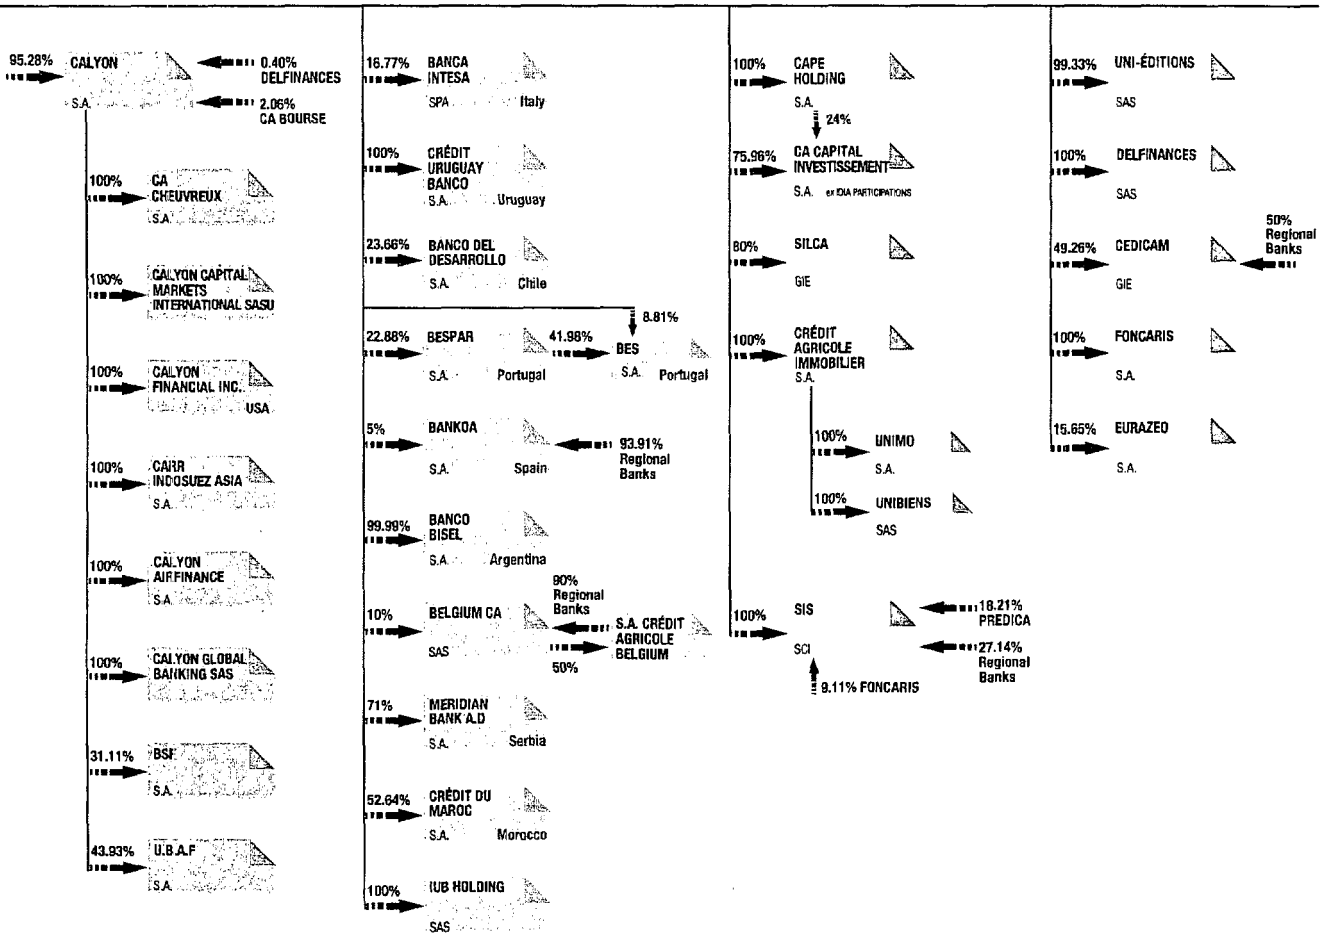 95.28%
CALYON
S.A.
0.40%
DELFINANCES
2.06%
CA BOURSE
100%
CA
CHEUVREUX
S.A.
100%
CALYON CAPITAL
MARKETS
INTERNATIONAL SASU
100%
CALYON
FINANCIAL INC.
USA
100%
CARR
INDOSUEZ ASIA
S.A.
100%
CALYON
AIRFINANCE
S.A.
100%
CALYON GLOBAL
BANKING SAS
31.11%
BSF
S.A.
43.93%
U.B.A.F
S.A.
16.77%
BANCA
INTESA
SPA Italy
100%
CRÉDIT
URUGUAY
BANCO
S.A. Uruguay
23.66%
BANCO DEL
DESARROLLO
S.A. Chile
8.81%
22.88%
BESPAR
S.A. Portugal
41.98%
BES
S.A. Portugal
5%
BANKOA
S.A. Spain
93.91%
Regional
Banks
99.99%
BANCO
BISEL
S.A. Argentina
10%
BELGIUM CA
SAS
90%
Regional
Banks
50%
S.A. CRÉDIT
AGRICOLE
BELGIUM
71%
MERIDIAN
BANK A.D
S.A. Serbia
52.64%
CRÉDIT DU
MAROC
S.A. Morocco
100%
IUB HOLDING
SAS
100%
CAPE
HOLDING
S.A.
24%
75.96%
CA CAPITAL
INVESTISSEMENT
S.A. ex IDIA PARTICIPATIONS
80%
SILCA
GIE
100%
CRÉDIT
AGRICOLE
IMMOBILIER
S.A.
100%
UNIMO
S.A.
100%
UNIBIENS
SAS
100%
SIS
SCI
18.21%
PREDICA
27.14%
Regional
Banks
9.11% FONCARIS
99.33%
UNI-ÉDITIONS
SAS
100%
DELFINANCES
SAS
49.26%
CEDICAM
GIE
50%
Regional
Banks
100%
FONCARIS
S.A.
15.65%
EURAZEO
S.A.